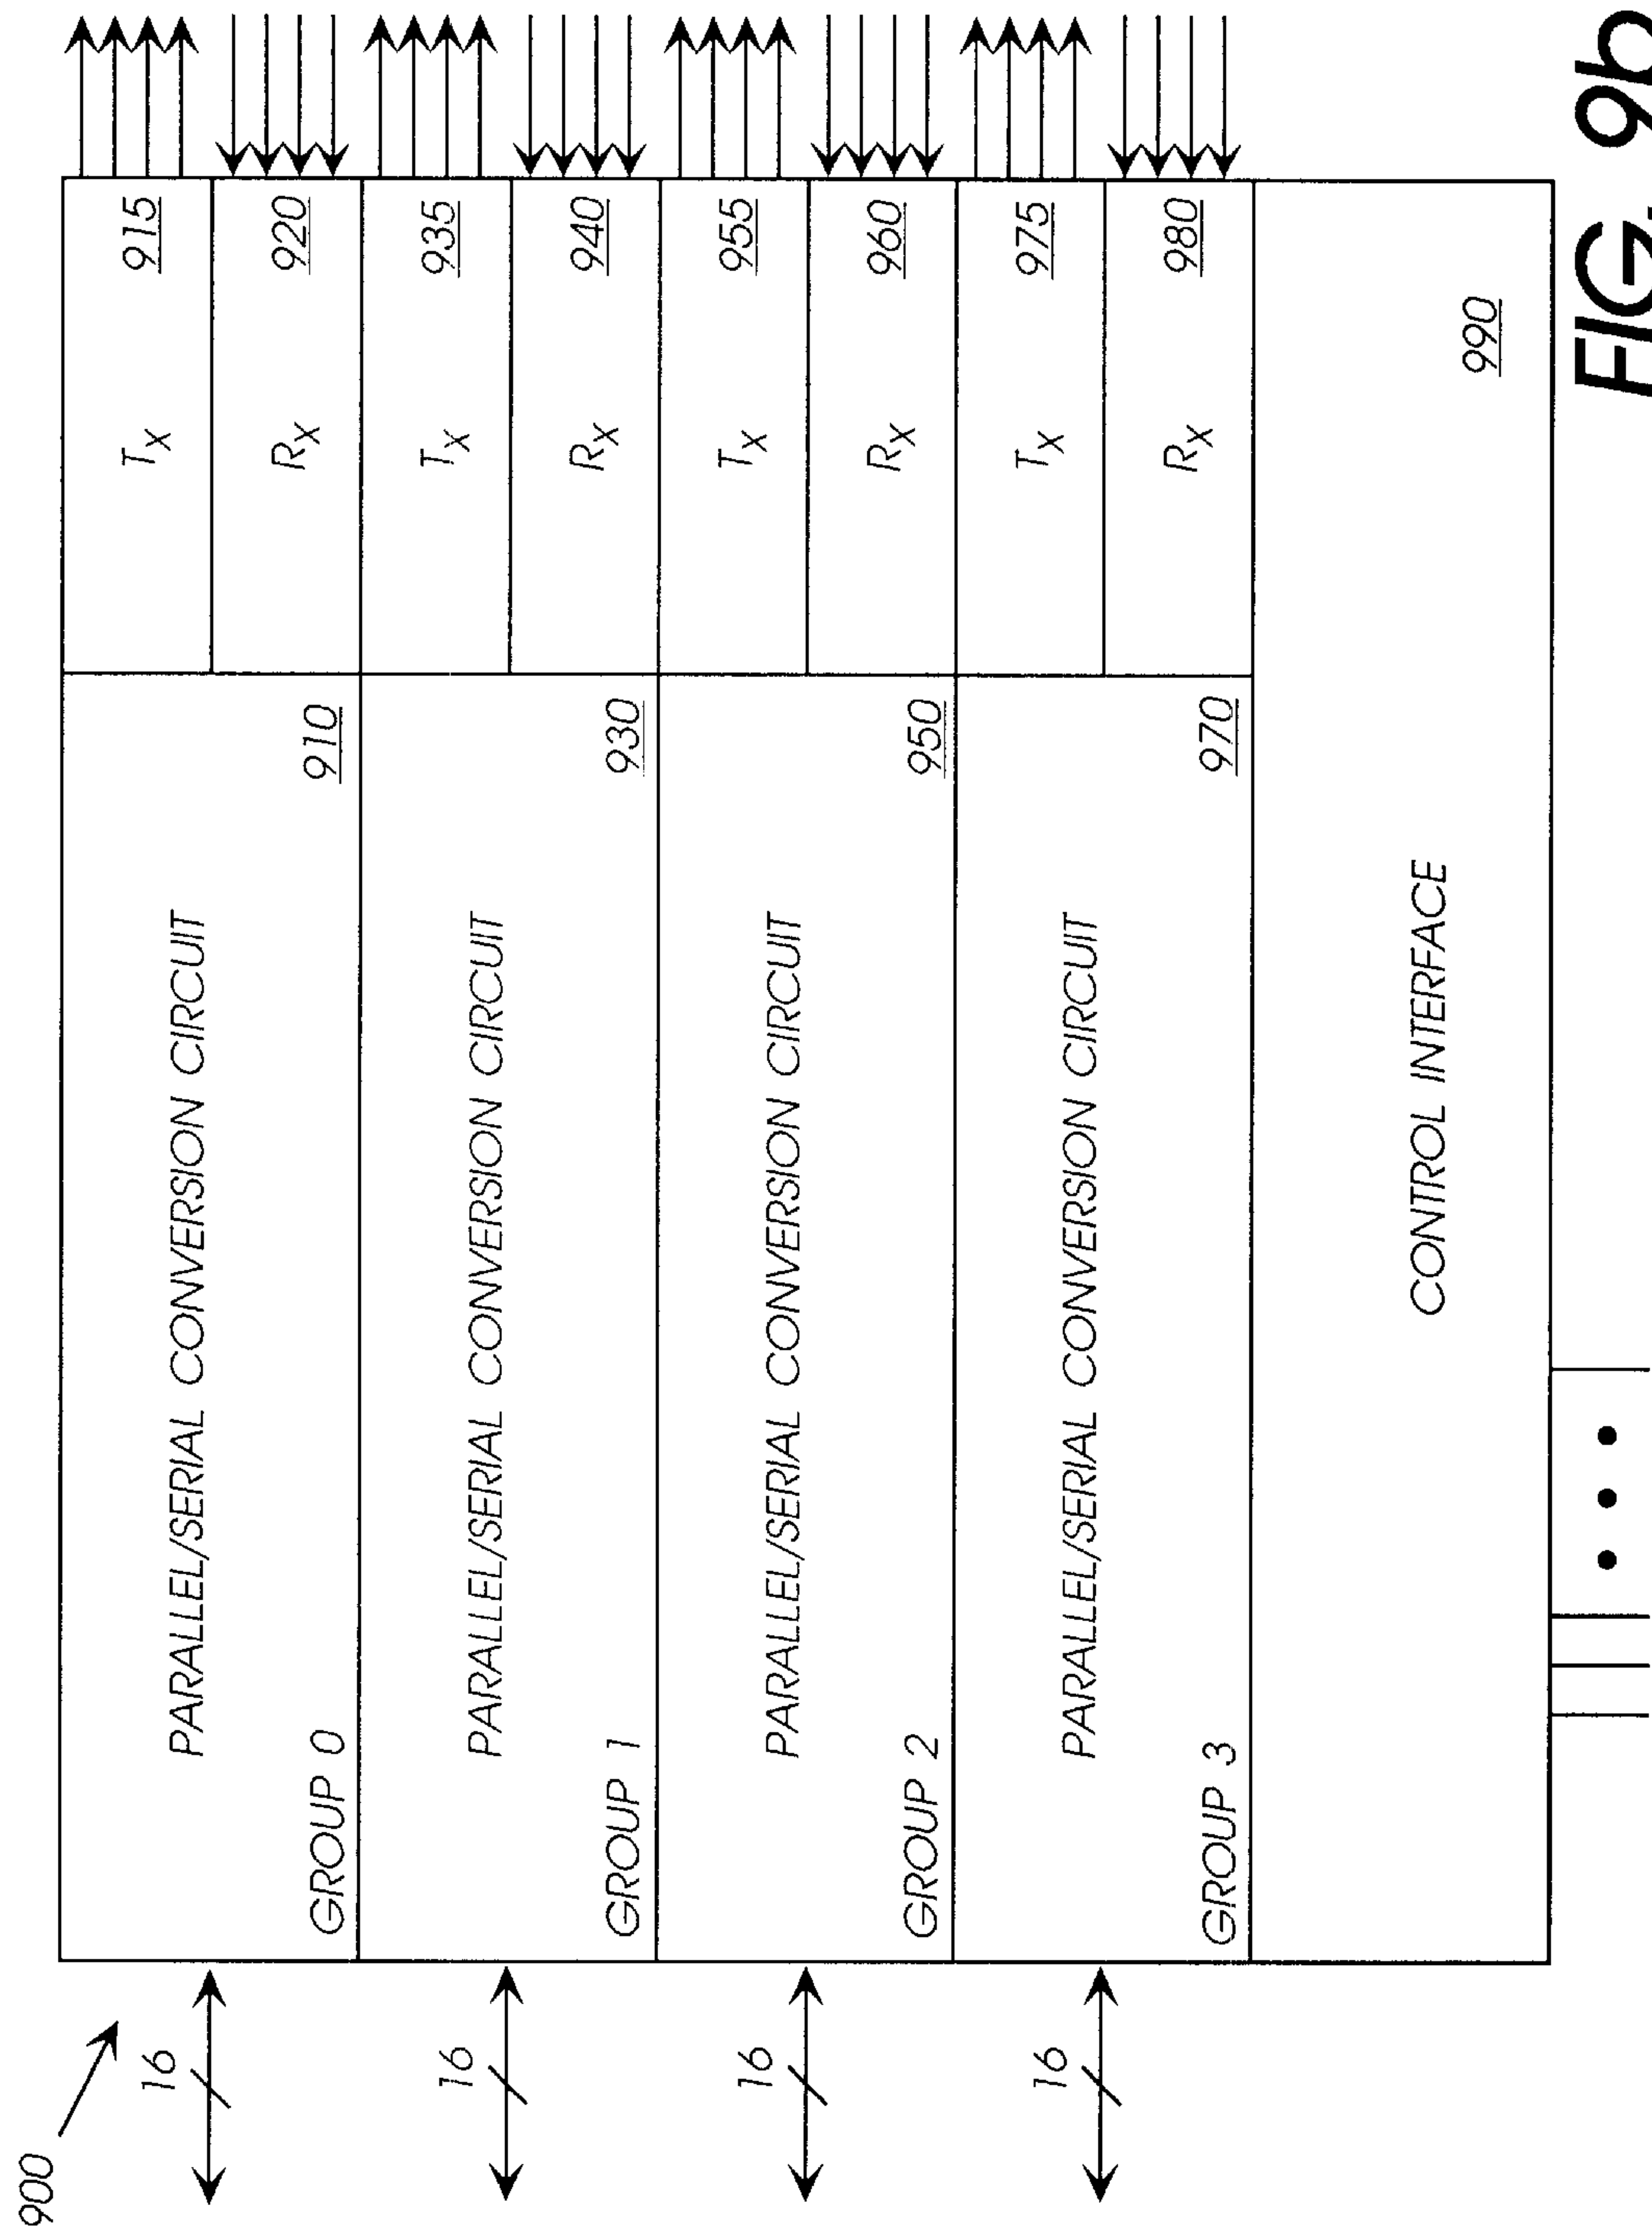 900
16
PARALLEL/SERIAL CONVERSION CIRCUIT
GROUP 0
910
TX
915
RX
920
16
PARALLEL/SERIAL CONVERSION CIRCUIT
GROUP 1
930
TX
935
RX
940
16
PARALLEL/SERIAL CONVERSION CIRCUIT
GROUP 2
950
TX
955
RX
960
16
PARALLEL/SERIAL CONVERSION CIRCUIT
GROUP 3
970
TX
975
RX
980
CONTROL INTERFACE
990
FIG. 9b